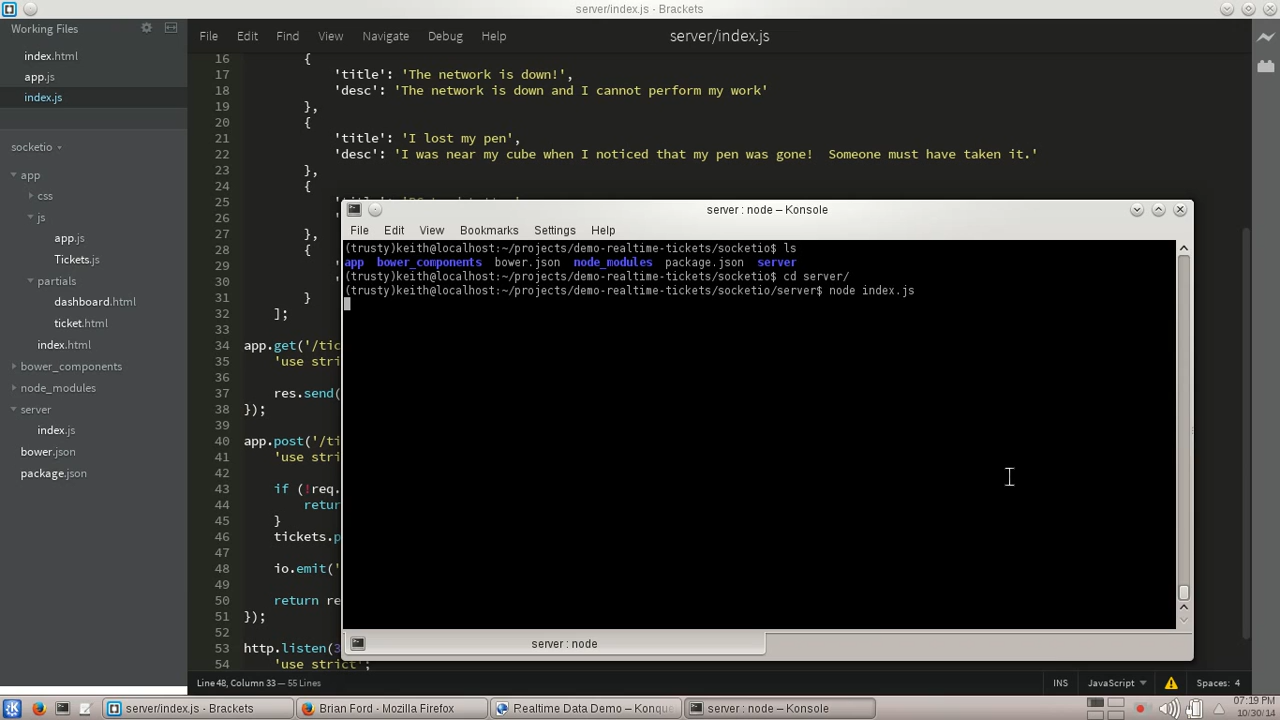 server/index.js - Brackets
Working Files
index.html
app.js
index.js
socketio
app
css
js
app.js
Tickets.js
partials
dashboard.html
ticket.html
index.html
bower_components
node_modules
server
index.js
bower.json
package.json
File Edit Find View Navigate Debug Help
server/index.js
16 {
17 'title': 'The network is down!',
18 'desc': 'The network is down and I cannot perform my work'
19 },
20 {
21 'title': 'I lost my pen',
22 'desc': 'I was near my cube when I noticed that my pen was gone!  Someone must have taken it.'
23 },
24 {
25
26
27 },
28 {
29
30
31 }
32 ];
33
34 app.get('/tic
35 'use stri
36
37 res.send(
38 });
39
40 app.post('/ti
41 'use stri
42
43 if (!req.
44 retur
45 }
46 tickets.p
47
48 io.emit('
49
50 return re
51 });
52
53 http.listen(3
54 'use strict';
server : node – Konsole
File Edit View Bookmarks Settings Help
(trusty)keith@localhost:~/projects/demo-realtime-tickets/socketio$ ls
app bower_components bower.json node_modules package.json server
(trusty)keith@localhost:~/projects/demo-realtime-tickets/socketio$ cd server/
(trusty)keith@localhost:~/projects/demo-realtime-tickets/socketio/server$ node index.js
server : node
Line 48, Column 33 — 55 Lines
INS JavaScript Spaces: 4
server/index.js - Brackets
Brian Ford - Mozilla Firefox
Realtime Data Demo – Konque
server : node – Konsole
07:19 PM
10/30/14